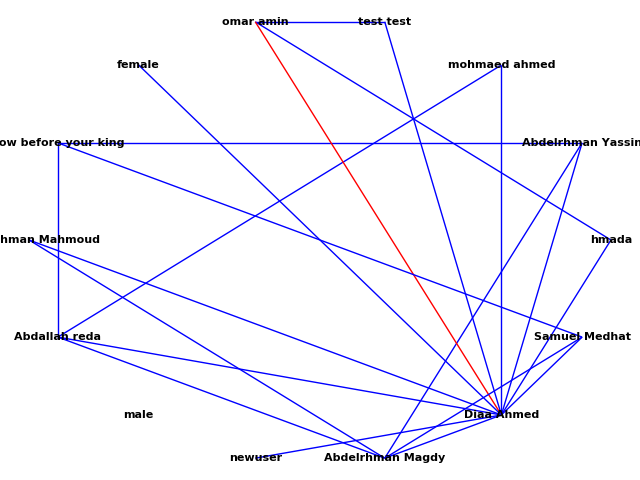 omar amin
test test
female
mohmaed ahmed
ow before your king
Abdelrhman Yassin
hman Mahmoud
hmada
Abdallah reda
Samuel Medhat
male
Diaa Ahmed
newuser
Abdelrhman Magdy